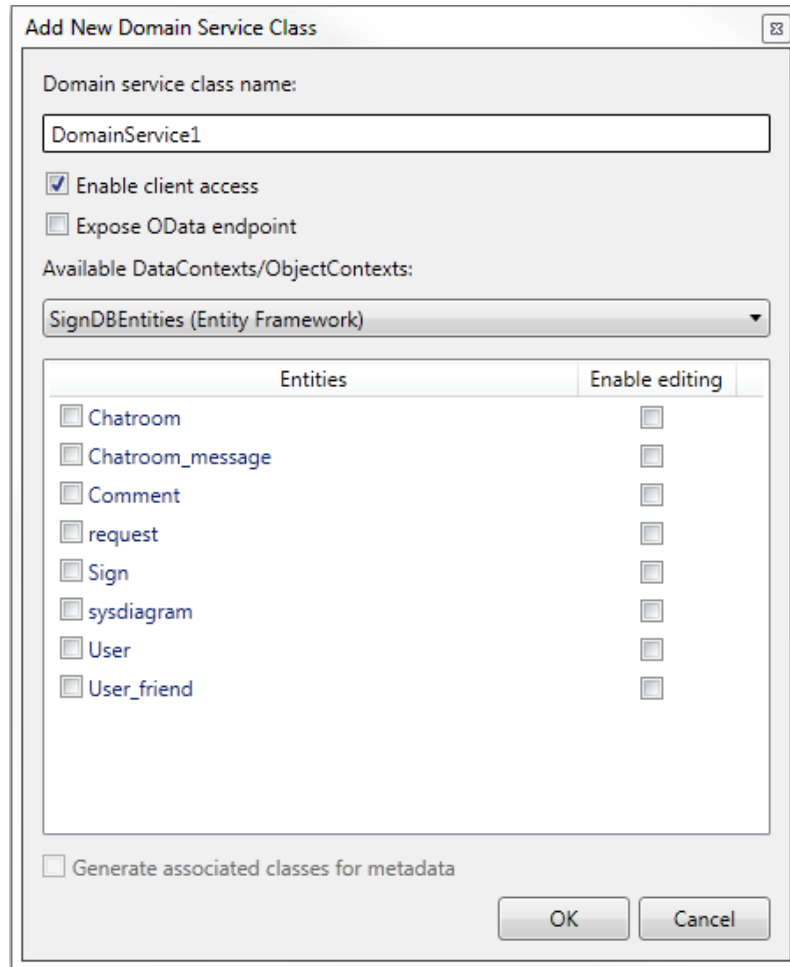 Add New Domain Service Class
Domain service class name:
DomainService1
Enable client access
Expose OData endpoint
Available DataContexts/ObjectContexts:
SignDBEntities (Entity Framework)
Entities Enable editing
Chatroom
Chatroom_message
Comment
request
Sign
sysdiagram
User
User_friend
Generate associated classes for metadata
OK Cancel